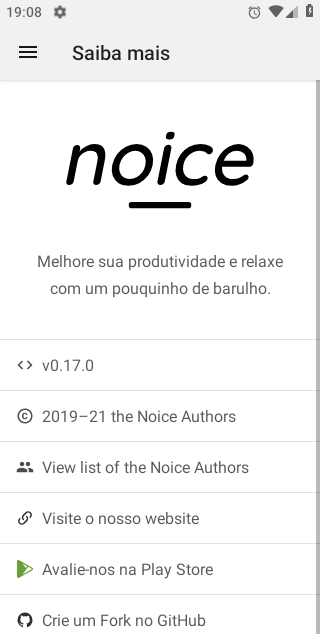 19:08
Saiba mais
noice
Melhore sua produtividade e relaxe
com um pouquinho de barulho.
v0.17.0
2019–21 the Noice Authors
View list of the Noice Authors
Visite o nosso website
Avalie-nos na Play Store
Crie um Fork no GitHub